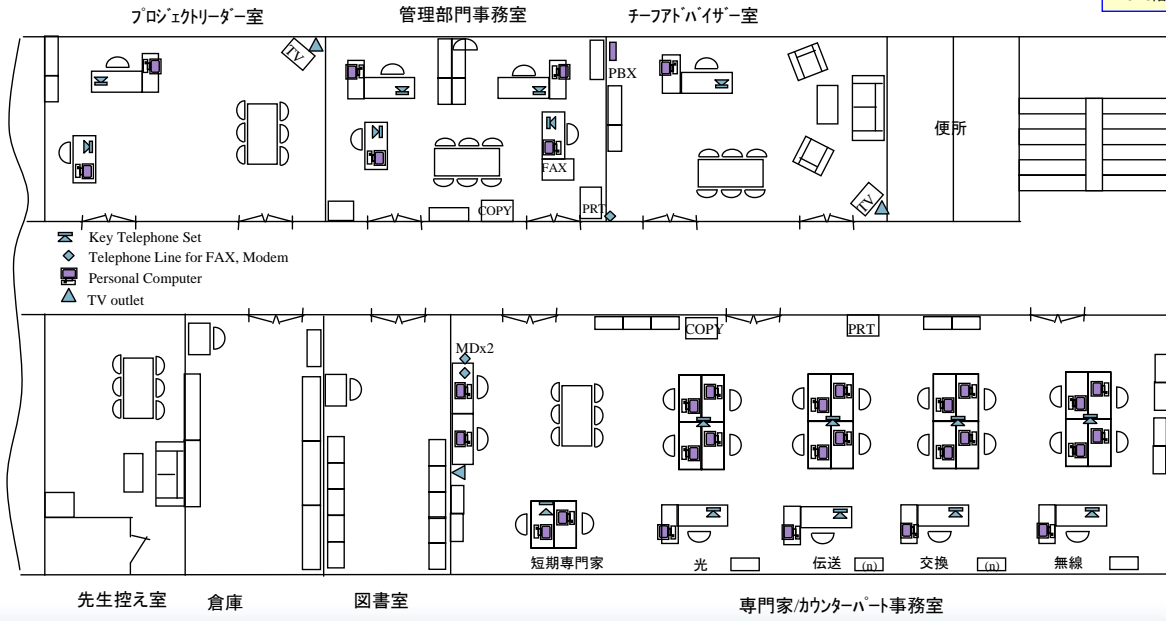 プロジェクトリーダー室
管理部門事務室
チーフアドバイザー室
TV
PBX
便所
FAX
COPY
PRT
TV
Key Telephone Set
Telephone Line for FAX, Modem
Personal Computer
TV outlet
COPY
PRT
MDx2
短期専門家
光
伝送
(n)
交換
(n)
無線
先生控え室
倉庫
図書室
専門家/カウンターパート事務室